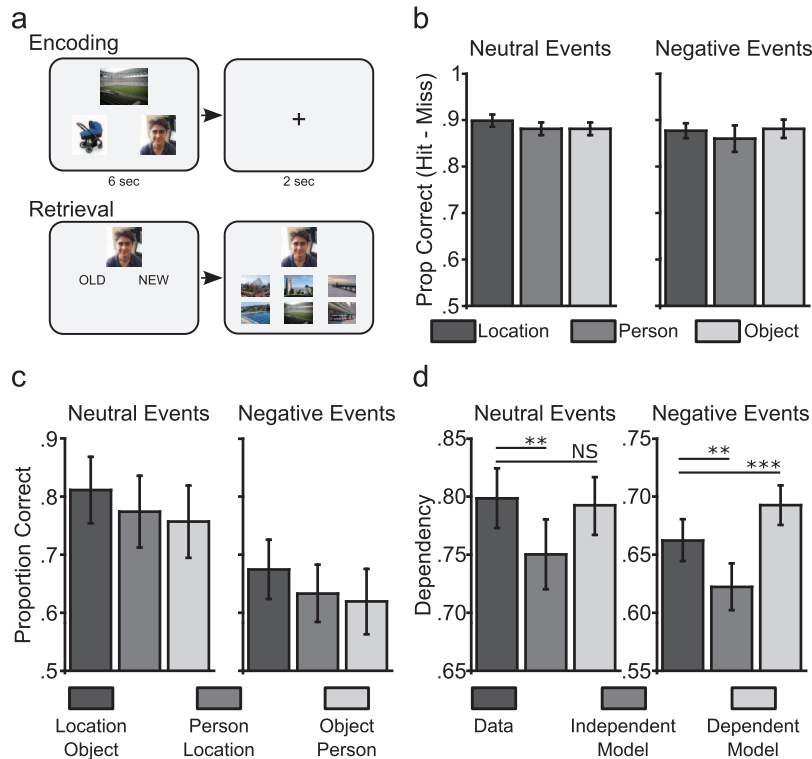 a
Encoding
+
6 sec
2 sec
Retrieval
OLD NEW
b
Neutral Events Negative Events
Prop Correct (Hit - Miss)
1
.9
.8
.7
.6
.5
Location Person Object
c
Neutral Events Negative Events
Proportion Correct
.9
.8
.7
.6
.5
Location
Object
Person
Location
Object
Person
d
Neutral Events Negative Events
Dependency
.85
.80
.75
.70
.65
**
NS
.75
.70
.65
.60
.55
**
***
Data
Independent
Model
Dependent
Model